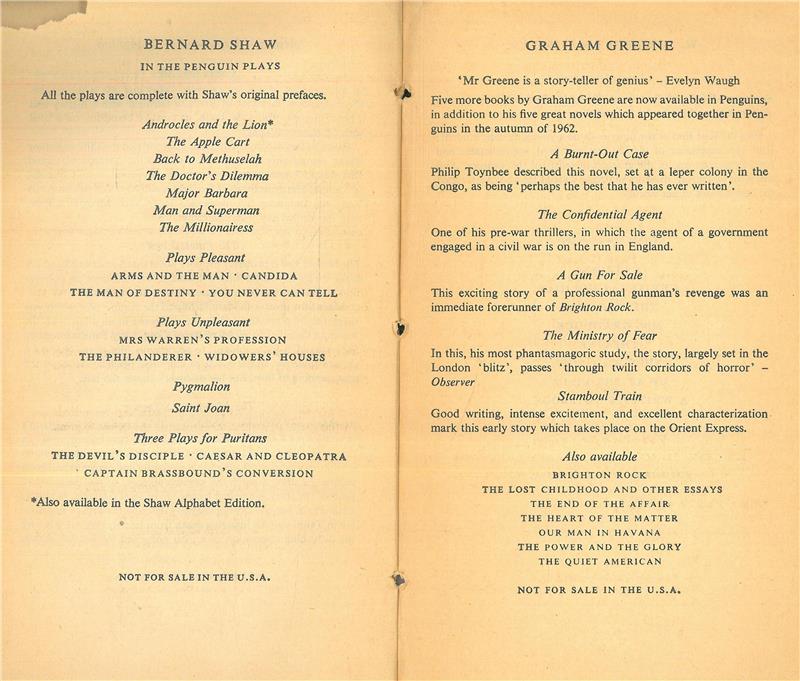 BERNARD SHAW
IN THE PENGUIN PLAYS
All the plays are complete with Shaw's original prefaces.
Androcles and the Lion*
The Apple Cart
Back to Methuselah
The Doctor's Dilemma
Major Barbara
Man and Superman
The Millionairess
Plays Pleasant
ARMS AND THE MAN · CANDIDA
THE MAN OF DESTINY · YOU NEVER CAN TELL
Plays Unpleasant
MRS WARREN'S PROFESSION
THE PHILANDERER · WIDOWERS' HOUSES
Pygmalion
Saint Joan
Three Plays for Puritans
THE DEVIL'S DISCIPLE · CAESAR AND CLEOPATRA
CAPTAIN BRASSBOUND'S CONVERSION
*Also available in the Shaw Alphabet Edition.
NOT FOR SALE IN THE U.S.A.
GRAHAM GREENE
'Mr Greene is a story-teller of genius' – Evelyn Waugh
Five more books by Graham Greene are now available in Penguins,
in addition to his five great novels which appeared together in Pen-
guins in the autumn of 1962.
A Burnt-Out Case
Philip Toynbee described this novel, set at a leper colony in the
Congo, as being 'perhaps the best that he has ever written'.
The Confidential Agent
One of his pre-war thrillers, in which the agent of a government
engaged in a civil war is on the run in England.
A Gun For Sale
This exciting story of a professional gunman's revenge was an
immediate forerunner of Brighton Rock.
The Ministry of Fear
In this, his most phantasmagoric study, the story, largely set in the
London 'blitz', passes 'through twilit corridors of horror' –
Observer
Stamboul Train
Good writing, intense excitement, and excellent characterization
mark this early story which takes place on the Orient Express.
Also available
BRIGHTON ROCK
THE LOST CHILDHOOD AND OTHER ESSAYS
THE END OF THE AFFAIR
THE HEART OF THE MATTER
OUR MAN IN HAVANA
THE POWER AND THE GLORY
THE QUIET AMERICAN
NOT FOR SALE IN THE U.S.A.